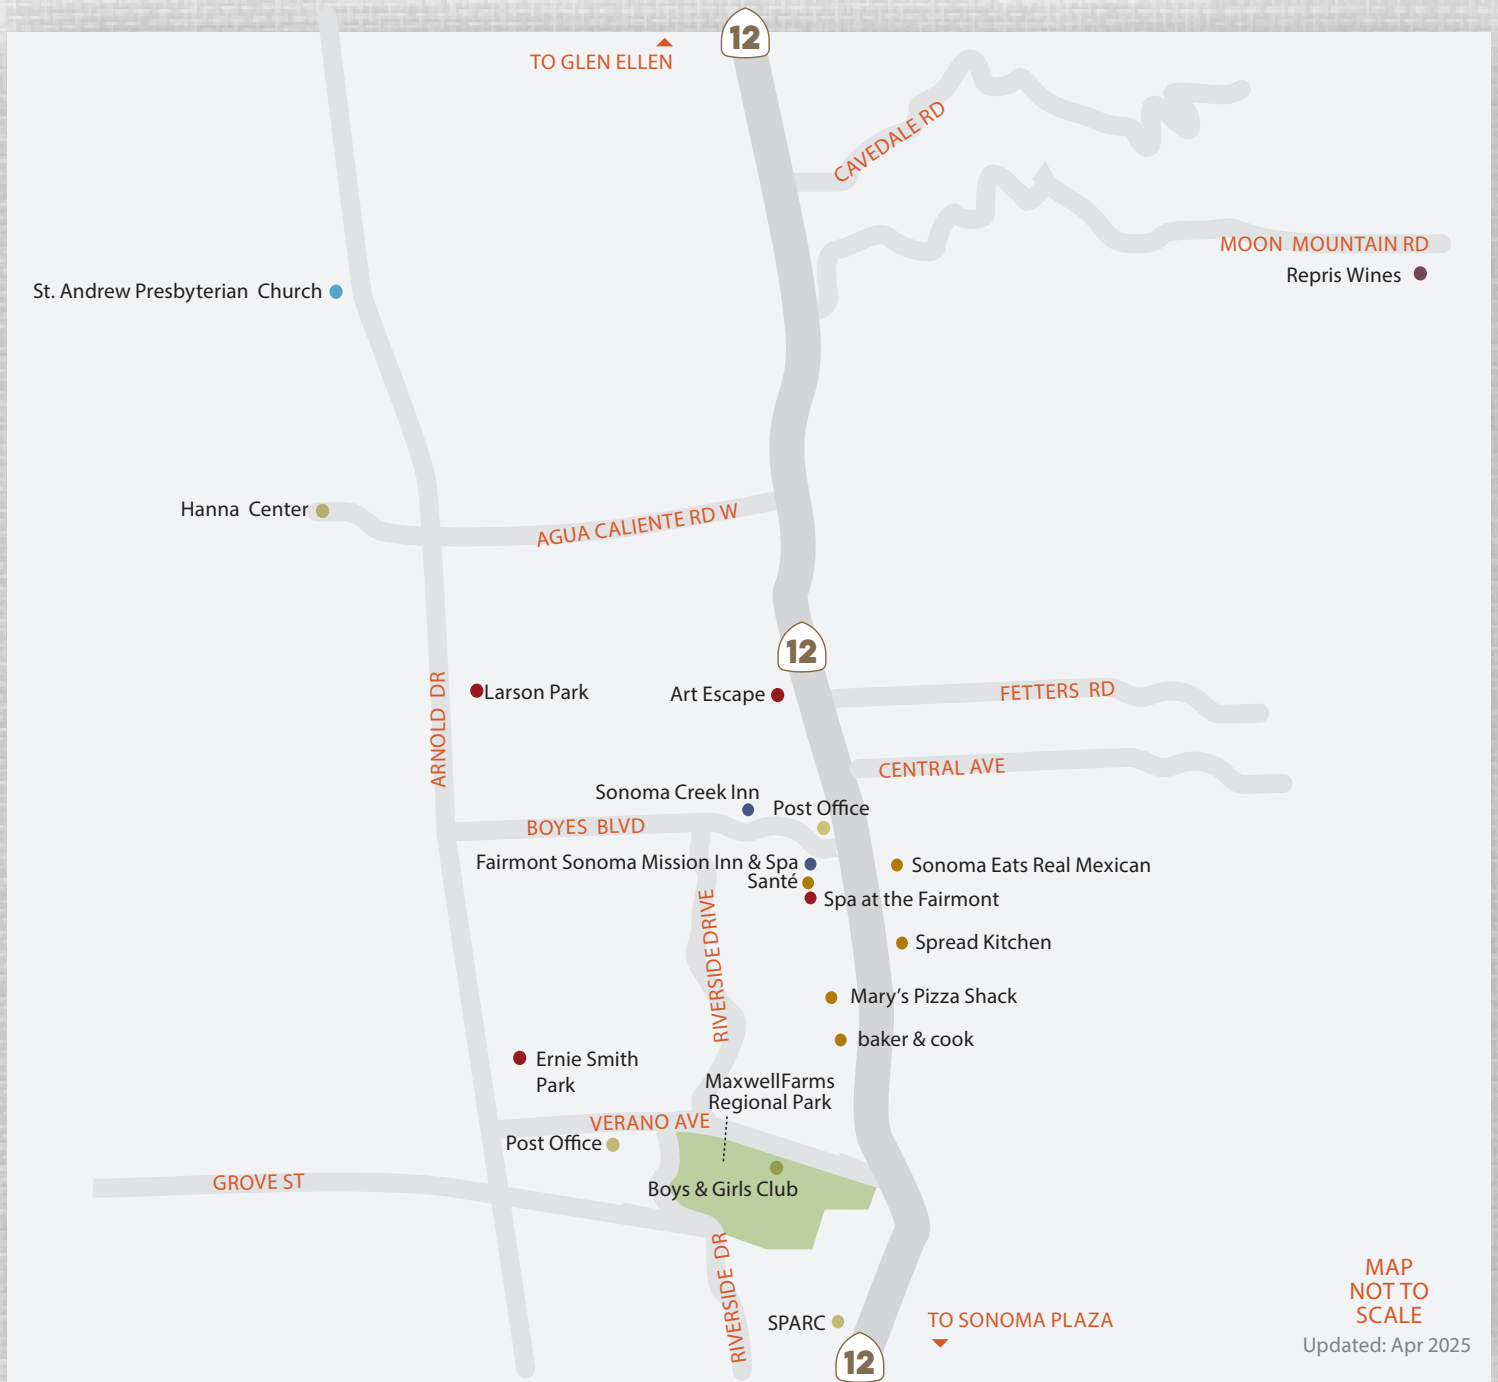 12
TO GLEN ELLEN
CAVEDALE RD
MOON MOUNTAIN RD
Repris Wines
St. Andrew Presbyterian Church
Hanna Center
AGUA CALIENTE RD W
12
ARNOLD DR
Larson Park
Art Escape
FETTERS RD
CENTRAL AVE
Sonoma Creek Inn
Post Office
BOYES BLVD
Fairmont Sonoma Mission Inn & Spa
Sonoma Eats Real Mexican
Santé
Spa at the Fairmont
RIVERSIDE DRIVE
Spread Kitchen
Mary’s Pizza Shack
baker & cook
Ernie Smith
Park
MaxwellFarms
Regional Park
VERANO AVE
Post Office
GROVE ST
Boys & Girls Club
RIVERSIDE DR
SPARC
TO SONOMA PLAZA
12
MAP
NOT TO
SCALE
Updated: Apr 2025